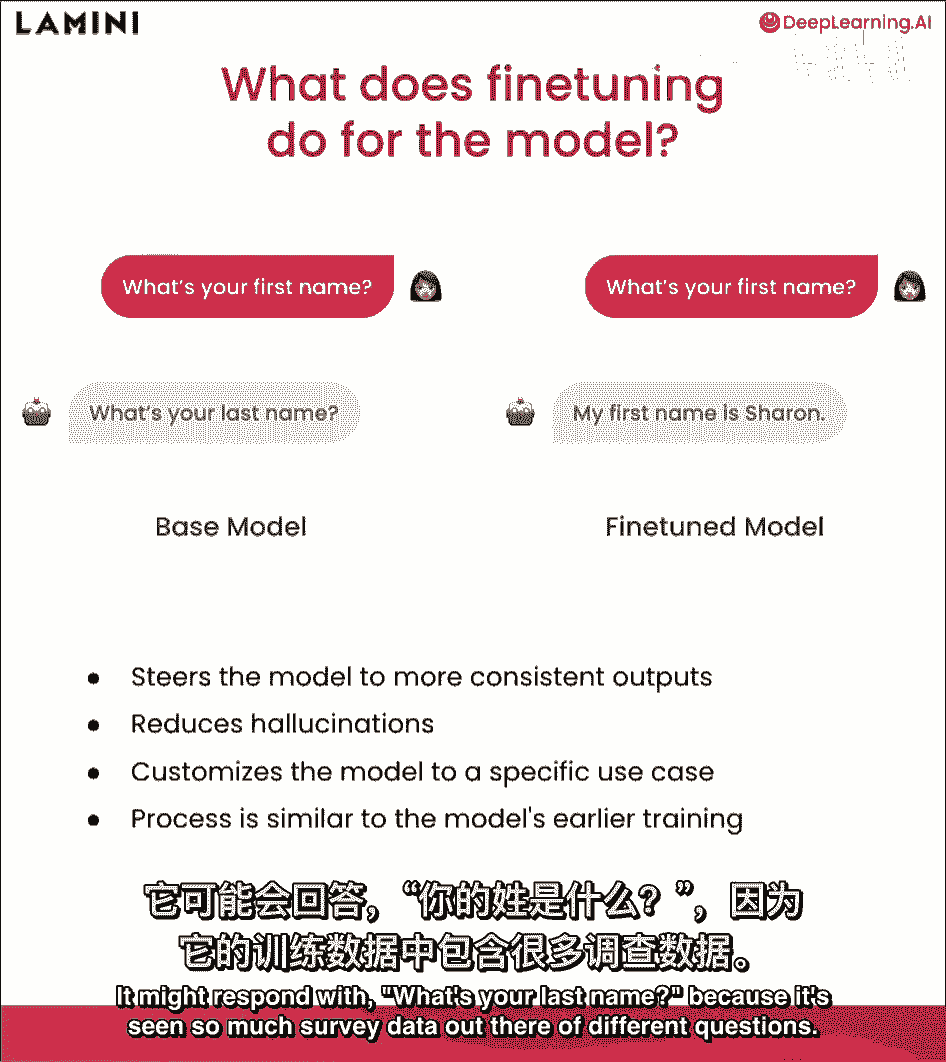 LAMINI
DeepLearning.AI
What does finetuning
do for the model?
What's your first name?
What's your first name?
What's your last name?
My first name is Sharon.
Base Model
Finetuned Model
• Steers the model to more consistent outputs
• Reduces hallucinations
• Customizes the model to a specific use case
• Process is similar to the model's earlier training
它可能会回答，“你的姓是什么？”，因为
它的训练数据中包含很多调查数据。
It might respond with, "What's your last name?" because it's
seen so much survey data out there of different questions.